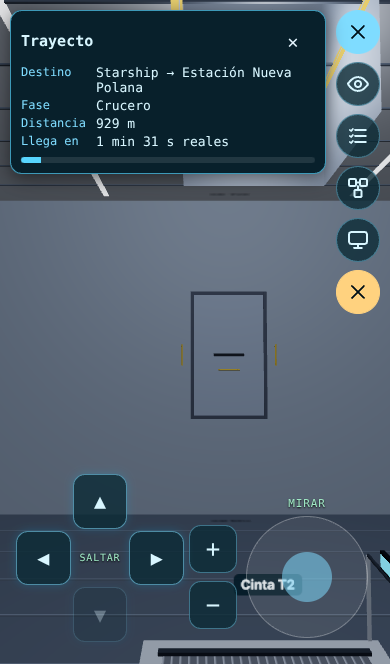 Trayecto
Destino Starship → Estación Nueva Polana
Fase Crucero
Distancia 929 m
Llega en 1 min 31 s reales
MIRAR
SALTAR
Cinta T2